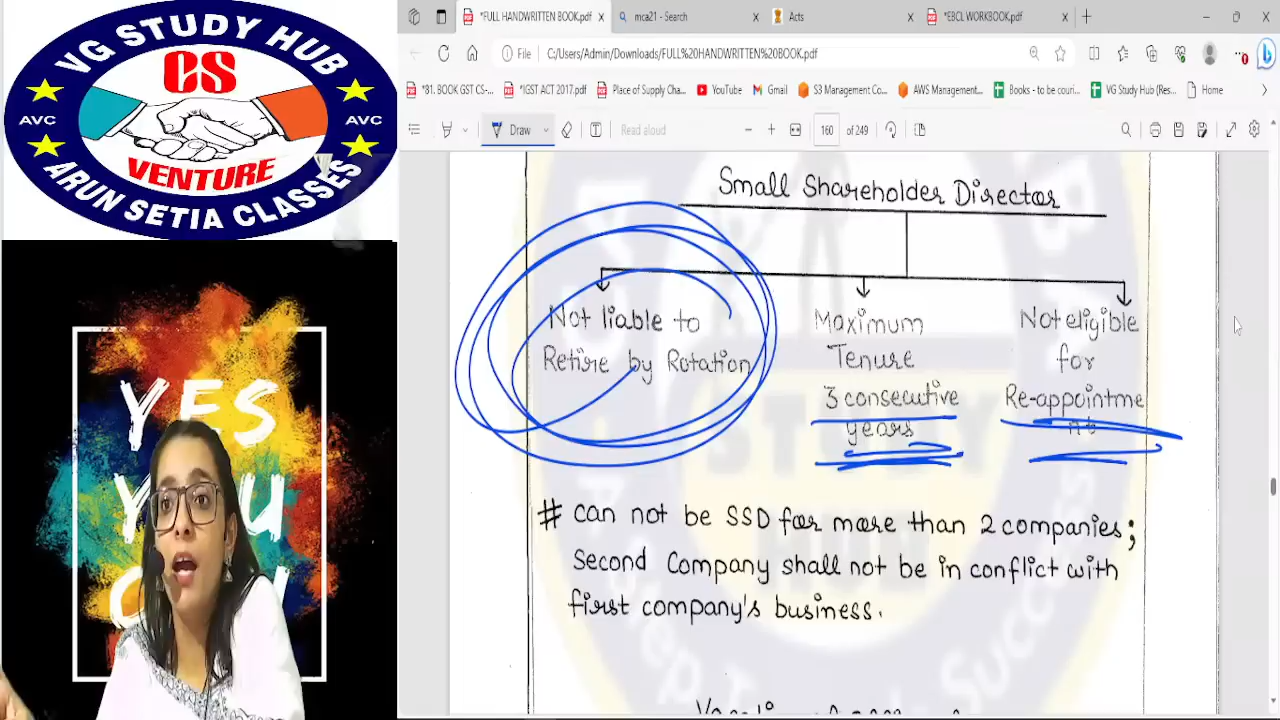 VG STUDY HUB
CS
AVC
AVC
VENTURE
ARUN SETIA CLASSES
YES
CAN
*FULL HANDWRITTEN BOOK.pdf
mca21 - Search
Acts
*EBCL WORKBOOK.pdf
File
C:/Users/Admin/Downloads/FULL%20HANDWRITTEN%20BOOK.pdf
*81. BOOK GST CS-...
*IGST ACT 2017.pdf
Place of Supply Cha...
YouTube
Gmail
S3 Management Co...
AWS Management...
Books - to be couri...
VG Study Hub (Res...
Home
Draw
Read aloud
160
of 249
Small Shareholder Director
Not liable to
Retire by Rotation
Maximum
Tenure
3 consecutive
years
Not eligible
for
Re-appointme
nt
# can not be SSD for more than 2 companies;
Second Company shall not be in conflict with
first company's business.